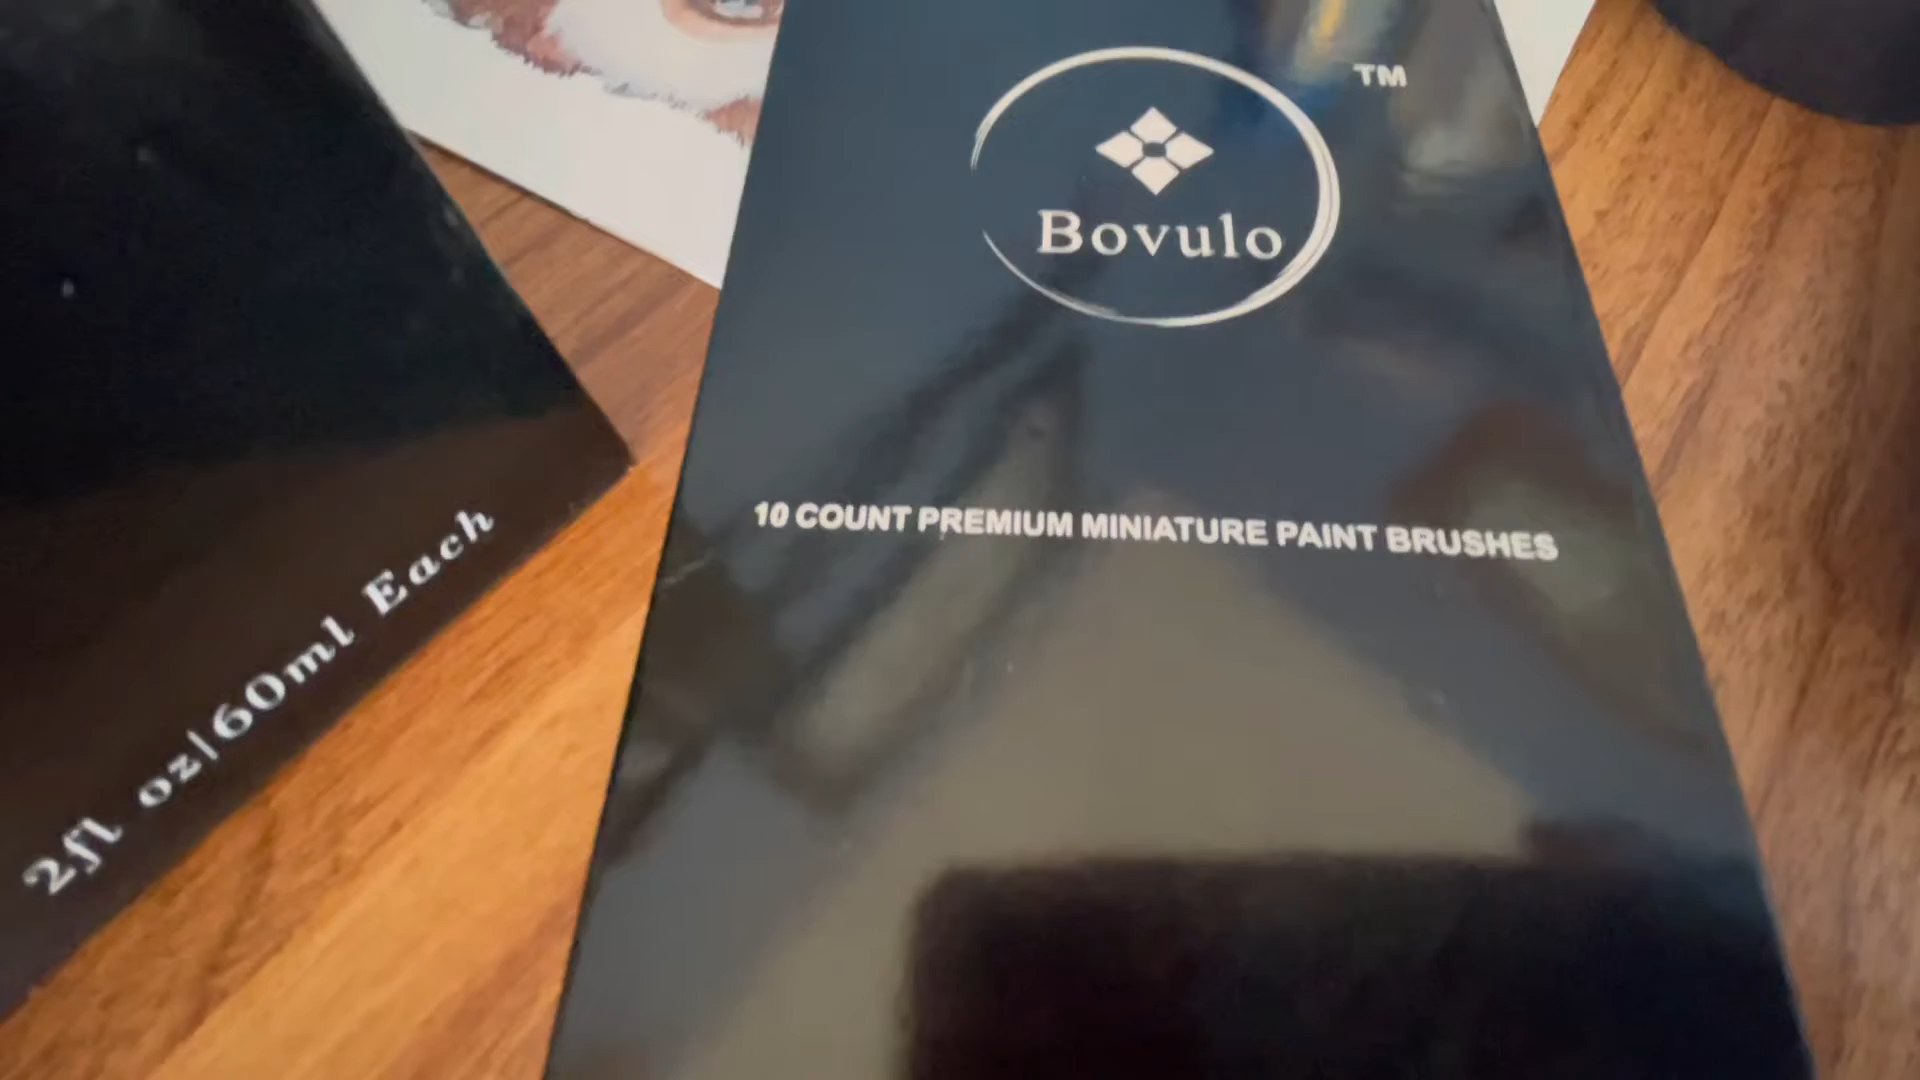 TM
Bovulo
10 COUNT PREMIUM MINIATURE PAINT BRUSHES
2fl oz|60ml Each